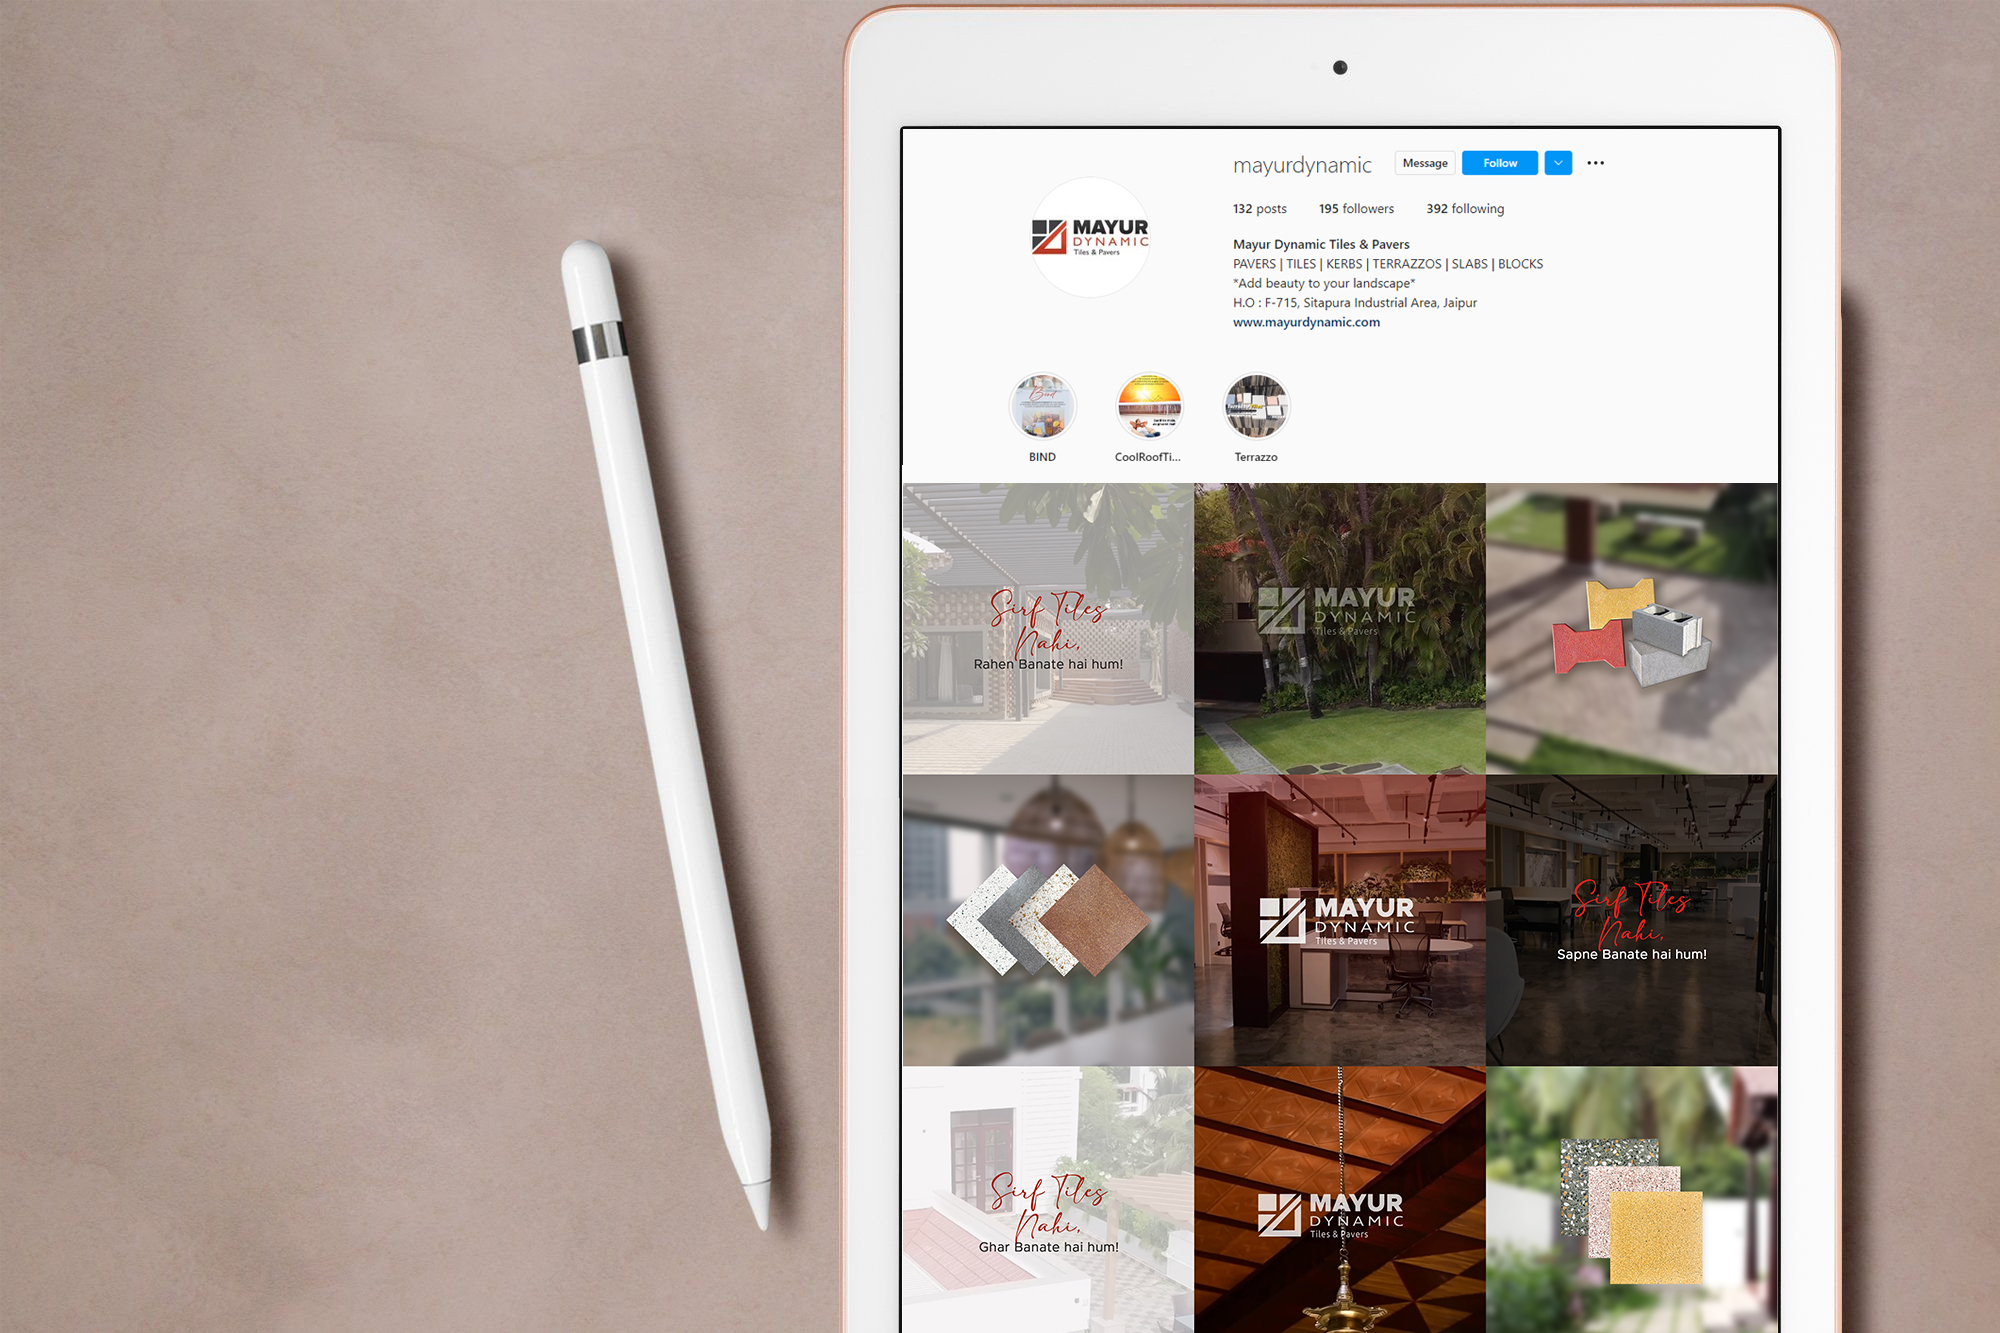 mayurdynamic Message Follow
132 posts 195 followers 392 following
MAYUR
DYNAMIC
Tiles & Pavers
Mayur Dynamic Tiles & Pavers
PAVERS | TILES | KERBS | TERRAZZOS | SLABS | BLOCKS
*Add beauty to your landscape*
H.O : F-715, Sitapura Industrial Area, Jaipur
www.mayurdynamic.com
Bind
BIND CoolRoofTi... Terrazzo
Sirf Tiles
Nahi,
Rahen Banate hai hum!
MAYUR
DYNAMIC
Tiles & Pavers
MAYUR
DYNAMIC
Tiles & Pavers
Sirf Tiles
Nahi,
Sapne Banate hai hum!
Sirf Tiles
Nahi,
Ghar Banate hai hum!
MAYUR
DYNAMIC
Tiles & Pavers